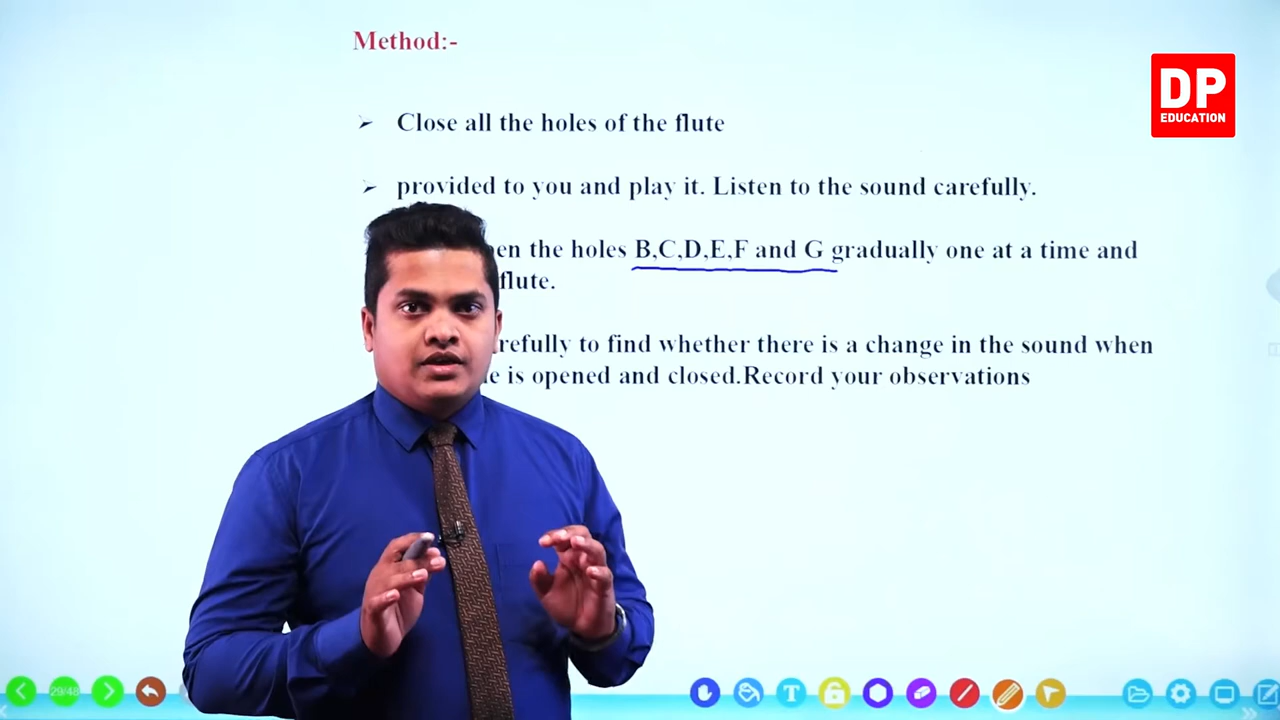 Method:-
DP
EDUCATION
➢ Close all the holes of the flute
➢ provided to you and play it. Listen to the sound carefully.
the holes B,C,D,E,F and G gradually one at a time and
flute.
to find whether there is a change in the sound when
is opened and closed.Record your observations
29/48